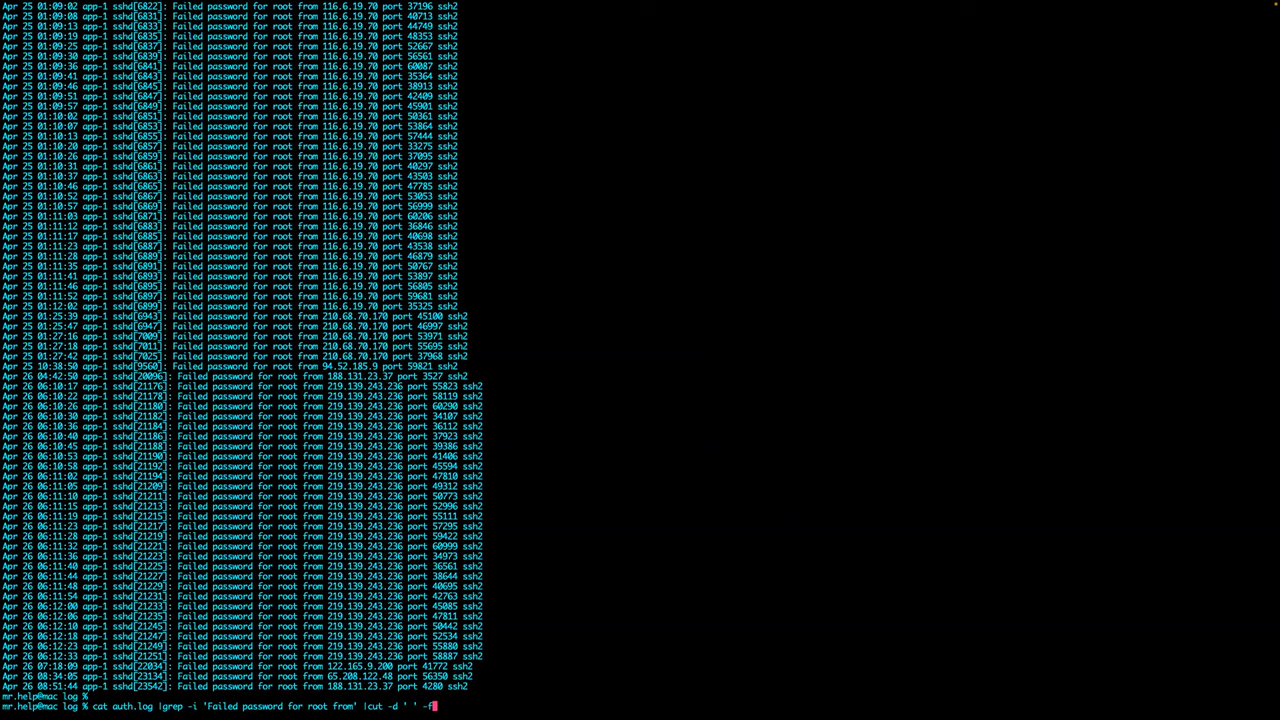 Apr 25 01:09:02 app-1 sshd[6822]: Failed password for root from 116.6.19.70 port 37196 ssh2
Apr 25 01:09:08 app-1 sshd[6831]: Failed password for root from 116.6.19.70 port 40713 ssh2
Apr 25 01:09:13 app-1 sshd[6833]: Failed password for root from 116.6.19.70 port 44749 ssh2
Apr 25 01:09:19 app-1 sshd[6835]: Failed password for root from 116.6.19.70 port 48353 ssh2
Apr 25 01:09:25 app-1 sshd[6837]: Failed password for root from 116.6.19.70 port 52667 ssh2
Apr 25 01:09:30 app-1 sshd[6839]: Failed password for root from 116.6.19.70 port 56561 ssh2
Apr 25 01:09:36 app-1 sshd[6841]: Failed password for root from 116.6.19.70 port 60087 ssh2
Apr 25 01:09:41 app-1 sshd[6843]: Failed password for root from 116.6.19.70 port 35364 ssh2
Apr 25 01:09:46 app-1 sshd[6845]: Failed password for root from 116.6.19.70 port 38913 ssh2
Apr 25 01:09:51 app-1 sshd[6847]: Failed password for root from 116.6.19.70 port 42409 ssh2
Apr 25 01:09:57 app-1 sshd[6849]: Failed password for root from 116.6.19.70 port 45901 ssh2
Apr 25 01:10:02 app-1 sshd[6851]: Failed password for root from 116.6.19.70 port 50361 ssh2
Apr 25 01:10:07 app-1 sshd[6853]: Failed password for root from 116.6.19.70 port 53864 ssh2
Apr 25 01:10:13 app-1 sshd[6855]: Failed password for root from 116.6.19.70 port 57444 ssh2
Apr 25 01:10:20 app-1 sshd[6857]: Failed password for root from 116.6.19.70 port 33275 ssh2
Apr 25 01:10:26 app-1 sshd[6859]: Failed password for root from 116.6.19.70 port 37095 ssh2
Apr 25 01:10:31 app-1 sshd[6861]: Failed password for root from 116.6.19.70 port 40297 ssh2
Apr 25 01:10:37 app-1 sshd[6863]: Failed password for root from 116.6.19.70 port 43503 ssh2
Apr 25 01:10:46 app-1 sshd[6865]: Failed password for root from 116.6.19.70 port 47785 ssh2
Apr 25 01:10:52 app-1 sshd[6867]: Failed password for root from 116.6.19.70 port 53053 ssh2
Apr 25 01:10:57 app-1 sshd[6869]: Failed password for root from 116.6.19.70 port 56999 ssh2
Apr 25 01:11:03 app-1 sshd[6871]: Failed password for root from 116.6.19.70 port 60206 ssh2
Apr 25 01:11:12 app-1 sshd[6883]: Failed password for root from 116.6.19.70 port 36846 ssh2
Apr 25 01:11:17 app-1 sshd[6885]: Failed password for root from 116.6.19.70 port 40698 ssh2
Apr 25 01:11:23 app-1 sshd[6887]: Failed password for root from 116.6.19.70 port 43538 ssh2
Apr 25 01:11:28 app-1 sshd[6889]: Failed password for root from 116.6.19.70 port 46879 ssh2
Apr 25 01:11:35 app-1 sshd[6891]: Failed password for root from 116.6.19.70 port 50767 ssh2
Apr 25 01:11:41 app-1 sshd[6893]: Failed password for root from 116.6.19.70 port 53897 ssh2
Apr 25 01:11:46 app-1 sshd[6895]: Failed password for root from 116.6.19.70 port 56805 ssh2
Apr 25 01:11:52 app-1 sshd[6897]: Failed password for root from 116.6.19.70 port 59681 ssh2
Apr 25 01:12:02 app-1 sshd[6899]: Failed password for root from 116.6.19.70 port 35325 ssh2
Apr 25 01:25:39 app-1 sshd[6943]: Failed password for root from 210.68.70.170 port 45100 ssh2
Apr 25 01:25:47 app-1 sshd[6947]: Failed password for root from 210.68.70.170 port 46997 ssh2
Apr 25 01:27:16 app-1 sshd[7009]: Failed password for root from 210.68.70.170 port 53971 ssh2
Apr 25 01:27:18 app-1 sshd[7011]: Failed password for root from 210.68.70.170 port 55695 ssh2
Apr 25 01:27:42 app-1 sshd[7025]: Failed password for root from 210.68.70.170 port 37968 ssh2
Apr 25 10:38:50 app-1 sshd[9560]: Failed password for root from 94.52.185.9 port 59821 ssh2
Apr 26 04:42:50 app-1 sshd[20096]: Failed password for root from 188.131.23.37 port 3527 ssh2
Apr 26 06:10:17 app-1 sshd[21176]: Failed password for root from 219.139.243.236 port 55823 ssh2
Apr 26 06:10:22 app-1 sshd[21178]: Failed password for root from 219.139.243.236 port 58119 ssh2
Apr 26 06:10:26 app-1 sshd[21180]: Failed password for root from 219.139.243.236 port 60290 ssh2
Apr 26 06:10:30 app-1 sshd[21182]: Failed password for root from 219.139.243.236 port 34107 ssh2
Apr 26 06:10:36 app-1 sshd[21184]: Failed password for root from 219.139.243.236 port 36112 ssh2
Apr 26 06:10:40 app-1 sshd[21186]: Failed password for root from 219.139.243.236 port 37923 ssh2
Apr 26 06:10:45 app-1 sshd[21188]: Failed password for root from 219.139.243.236 port 39386 ssh2
Apr 26 06:10:53 app-1 sshd[21190]: Failed password for root from 219.139.243.236 port 41406 ssh2
Apr 26 06:10:58 app-1 sshd[21192]: Failed password for root from 219.139.243.236 port 45594 ssh2
Apr 26 06:11:02 app-1 sshd[21194]: Failed password for root from 219.139.243.236 port 47810 ssh2
Apr 26 06:11:05 app-1 sshd[21209]: Failed password for root from 219.139.243.236 port 49312 ssh2
Apr 26 06:11:10 app-1 sshd[21211]: Failed password for root from 219.139.243.236 port 50773 ssh2
Apr 26 06:11:15 app-1 sshd[21213]: Failed password for root from 219.139.243.236 port 52996 ssh2
Apr 26 06:11:19 app-1 sshd[21215]: Failed password for root from 219.139.243.236 port 55111 ssh2
Apr 26 06:11:23 app-1 sshd[21217]: Failed password for root from 219.139.243.236 port 57295 ssh2
Apr 26 06:11:28 app-1 sshd[21219]: Failed password for root from 219.139.243.236 port 59422 ssh2
Apr 26 06:11:32 app-1 sshd[21221]: Failed password for root from 219.139.243.236 port 60999 ssh2
Apr 26 06:11:36 app-1 sshd[21223]: Failed password for root from 219.139.243.236 port 34973 ssh2
Apr 26 06:11:40 app-1 sshd[21225]: Failed password for root from 219.139.243.236 port 36561 ssh2
Apr 26 06:11:44 app-1 sshd[21227]: Failed password for root from 219.139.243.236 port 38644 ssh2
Apr 26 06:11:48 app-1 sshd[21229]: Failed password for root from 219.139.243.236 port 40695 ssh2
Apr 26 06:11:54 app-1 sshd[21231]: Failed password for root from 219.139.243.236 port 42763 ssh2
Apr 26 06:12:00 app-1 sshd[21233]: Failed password for root from 219.139.243.236 port 45085 ssh2
Apr 26 06:12:06 app-1 sshd[21235]: Failed password for root from 219.139.243.236 port 47811 ssh2
Apr 26 06:12:10 app-1 sshd[21245]: Failed password for root from 219.139.243.236 port 50442 ssh2
Apr 26 06:12:18 app-1 sshd[21247]: Failed password for root from 219.139.243.236 port 52534 ssh2
Apr 26 06:12:23 app-1 sshd[21249]: Failed password for root from 219.139.243.236 port 55880 ssh2
Apr 26 06:12:33 app-1 sshd[21251]: Failed password for root from 219.139.243.236 port 58887 ssh2
Apr 26 07:18:09 app-1 sshd[22034]: Failed password for root from 122.165.9.200 port 41772 ssh2
Apr 26 08:34:05 app-1 sshd[23134]: Failed password for root from 65.208.122.48 port 56350 ssh2
Apr 26 08:51:44 app-1 sshd[23542]: Failed password for root from 188.131.23.37 port 4280 ssh2
mr.help@mac log %
mr.help@mac log % cat auth.log |grep -i 'Failed password for root from' |cut -d ' ' -f